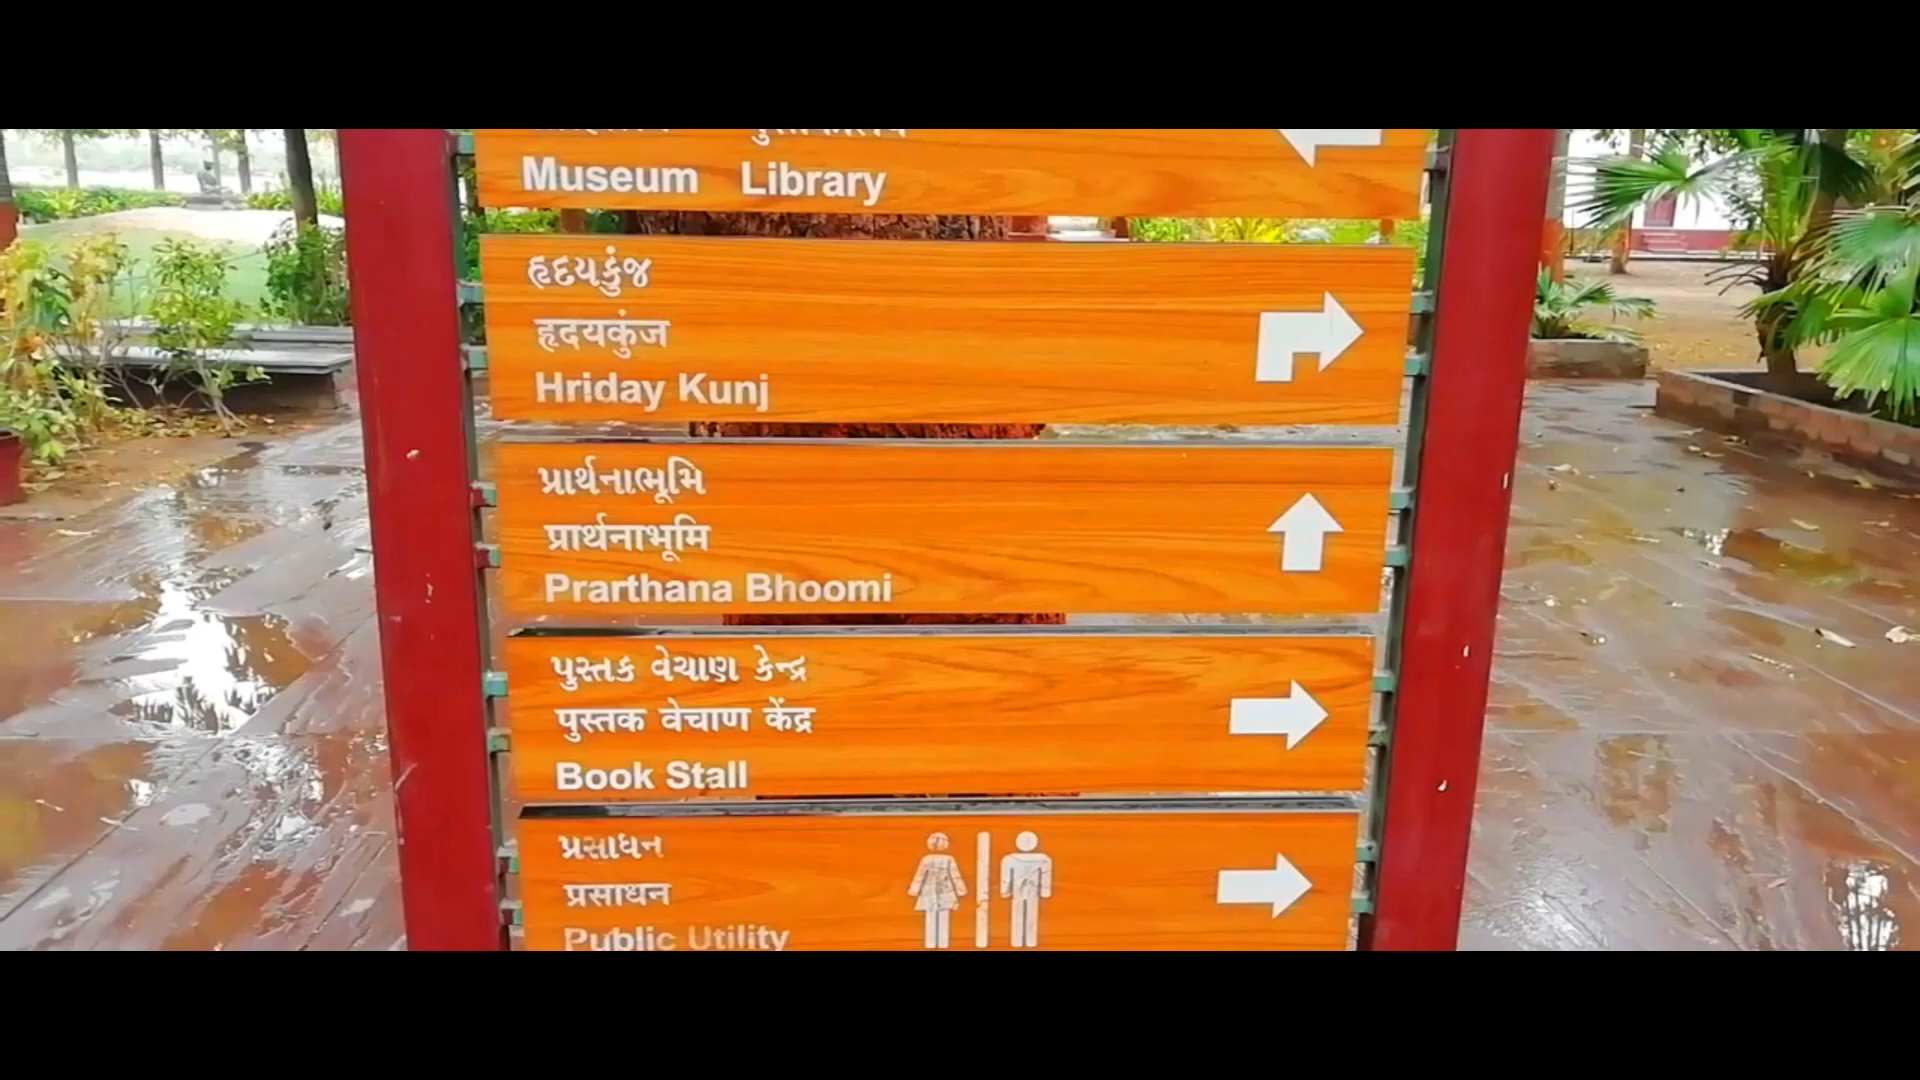 Museum Library
હૃદયકુંજ
हृदयकुंज
Hriday Kunj
પ્રાર્થનાભૂમિ
प्रार्थनाभूमि
Prarthana Bhoomi
પુસ્તક વેચાણ કેન્દ્ર
पुस्तक वेचाण केंद्र
Book Stall
પ્રસાધન
प्रसाधन
Public Utility